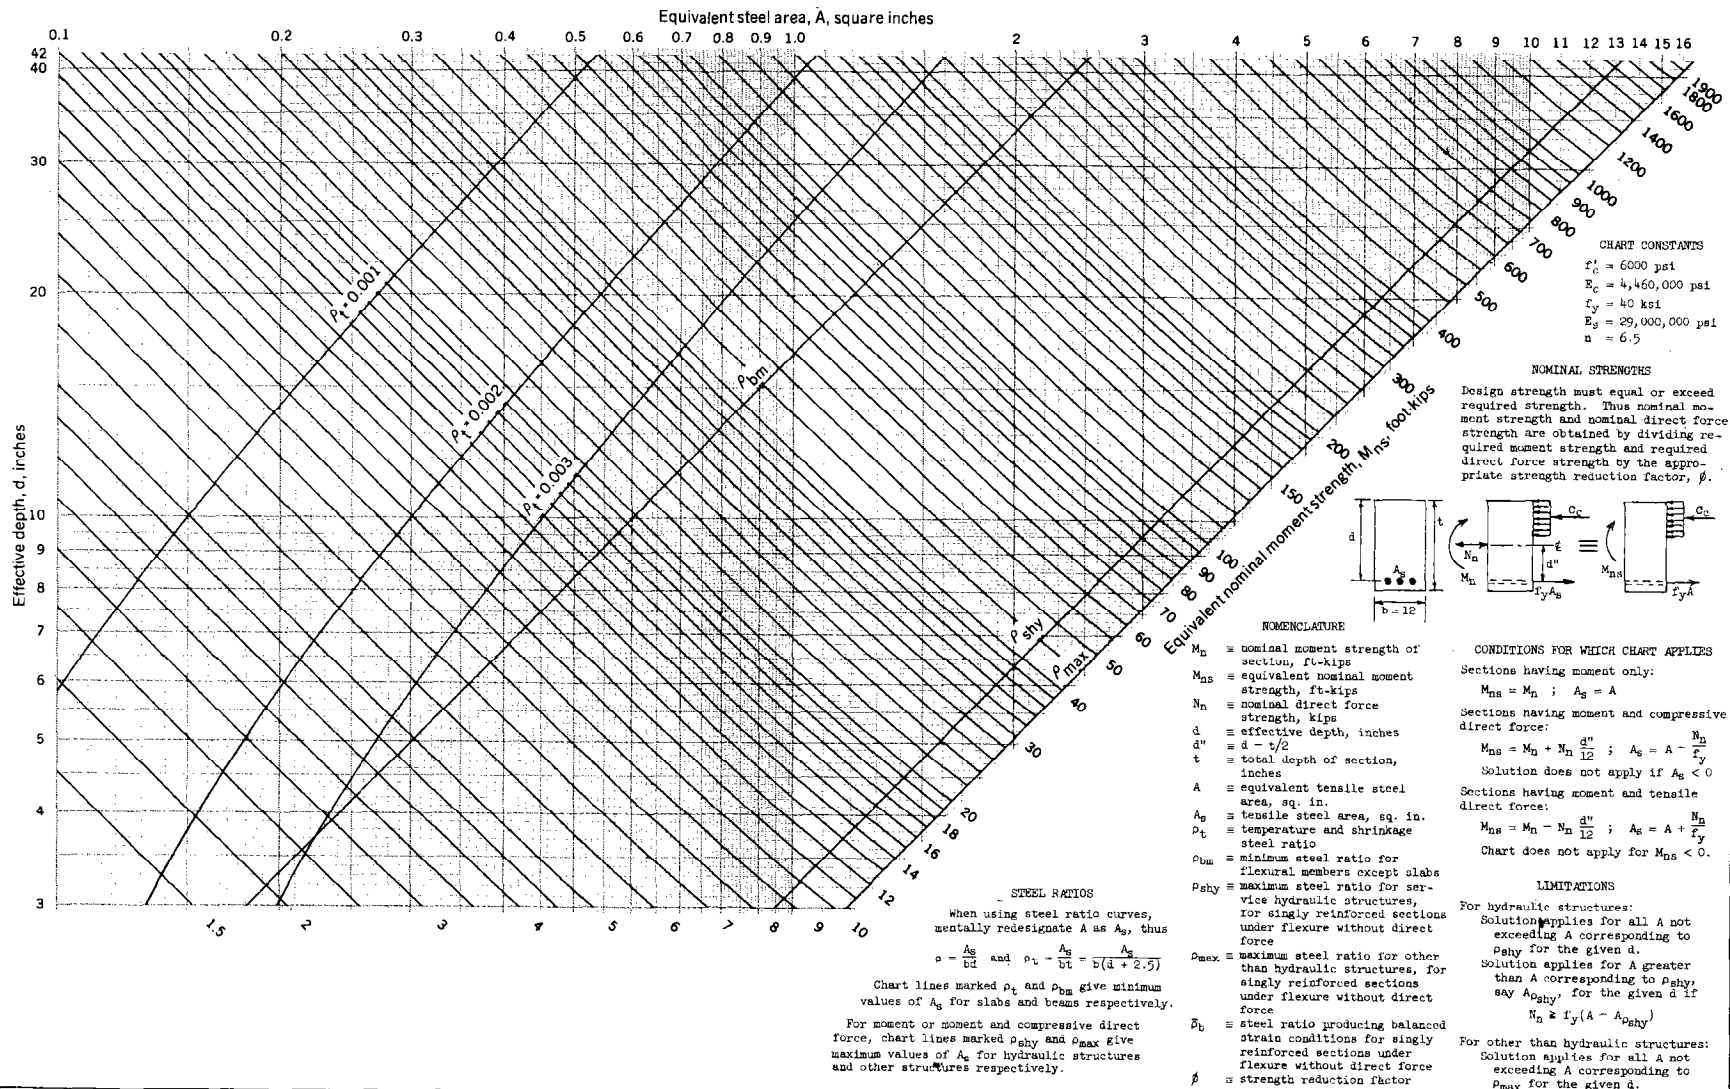 Equivalent steel area, A, square inches
0.1 0.2 0.3 0.4 0.5 0.6 0.7 0.8 0.9 1.0 2 3 4 5 6 7 8 9 10 11 12 13 14 15 16
42
40
30
20
10
9
8
7
6
5
4
3
Effective depth, d, inches
ρt = 0.001
ρt = 0.002
ρt = 0.003
ρbm
ρshy
ρmax
1.5 2 3 4 5 6 7 8 9 10
12
14
16
18
20
30
40
50
60
70
80
90
100
150
200
300
400
500
600
700
800
900
1000
1200
1400
1600
1800
1900
Equivalent nominal moment strength, Mns, foot-kips
CHART CONSTANTS
f'c = 6000 psi
Ec = 4,460,000 psi
fy = 40 ksi
Es = 29,000,000 psi
n = 6.5
NOMINAL STRENGTHS
Design strength must equal or exceed
required strength. Thus nominal mo-
ment strength and nominal direct force
strength are obtained by dividing re-
quired moment strength and required
direct force strength by the appro-
priate strength reduction factor, ϕ.
d
t
As
b = 12
Nn
Mn
Cc
¢
d"
fyAs
≡
Mns
Cc
fyA
NOMENCLATURE
Mn ≡ nominal moment strength of
section, ft-kips
Mns ≡ equivalent nominal moment
strength, ft-kips
Nn ≡ nominal direct force
strength, kips
d ≡ effective depth, inches
d" ≡ d - t/2
t ≡ total depth of section,
inches
A ≡ equivalent tensile steel
area, sq. in.
As ≡ tensile steel area, sq. in.
ρt ≡ temperature and shrinkage
steel ratio
ρbm ≡ minimum steel ratio for
flexural members except slabs
ρshy ≡ maximum steel ratio for ser-
vice hydraulic structures,
for singly reinforced sections
under flexure without direct
force
ρmax ≡ maximum steel ratio for other
than hydraulic structures, for
singly reinforced sections
under flexure without direct
force
ρ̄b ≡ steel ratio producing balanced
strain conditions for singly
reinforced sections under
flexure without direct force
ϕ ≡ strength reduction factor
CONDITIONS FOR WHICH CHART APPLIES
Sections having moment only:
Mns = Mn ; As = A
Sections having moment and compressive
direct force:
Mns = Mn + Nn d"/12 ; As = A - Nn/fy
Solution does not apply if As < 0
Sections having moment and tensile
direct force:
Mns = Mn - Nn d"/12 ; As = A + Nn/fy
Chart does not apply for Mns < 0.
LIMITATIONS
For hydraulic structures:
Solution applies for all A not
exceeding A corresponding to
ρshy for the given d.
Solution applies for A greater
than A corresponding to ρshy,
say Aρshy, for the given d if
Nn ≥ fy(A - Aρshy)
For other than hydraulic structures:
Solution applies for all A not
exceeding A corresponding to
ρmax for the given d.
STEEL RATIOS
When using steel ratio curves,
mentally redesignate A as As, thus
ρ = As/bd and ρt = As/bt = As/b(d + 2.5)
Chart lines marked ρt and ρbm give minimum
values of As for slabs and beams respectively.
For moment or moment and compressive direct
force, chart lines marked ρshy and ρmax give
maximum values of As for hydraulic structures
and other structures respectively.